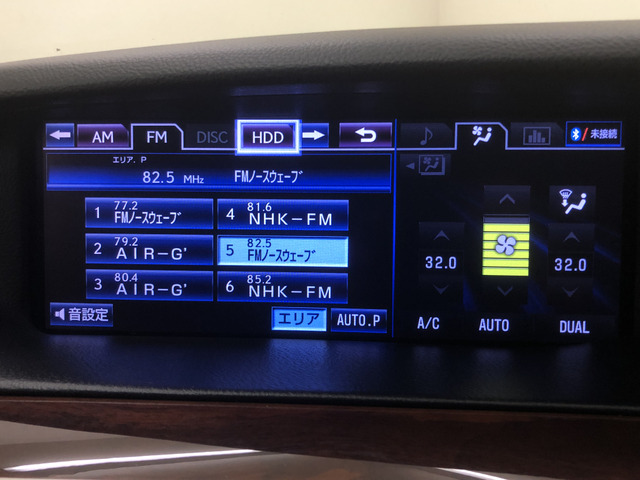 AM FM DISC HDD 未接続
エリア. P
82.5 MHz FMノースウェーブ
1 77.2 FMノースウェーブ
4 81.6 NHK-FM
2 79.2 AIR-G'
5 82.5 FMノースウェーブ
3 80.4 AIR-G'
6 85.2 NHK-FM
32.0 32.0
音設定 エリア AUTO.P
A/C AUTO DUAL